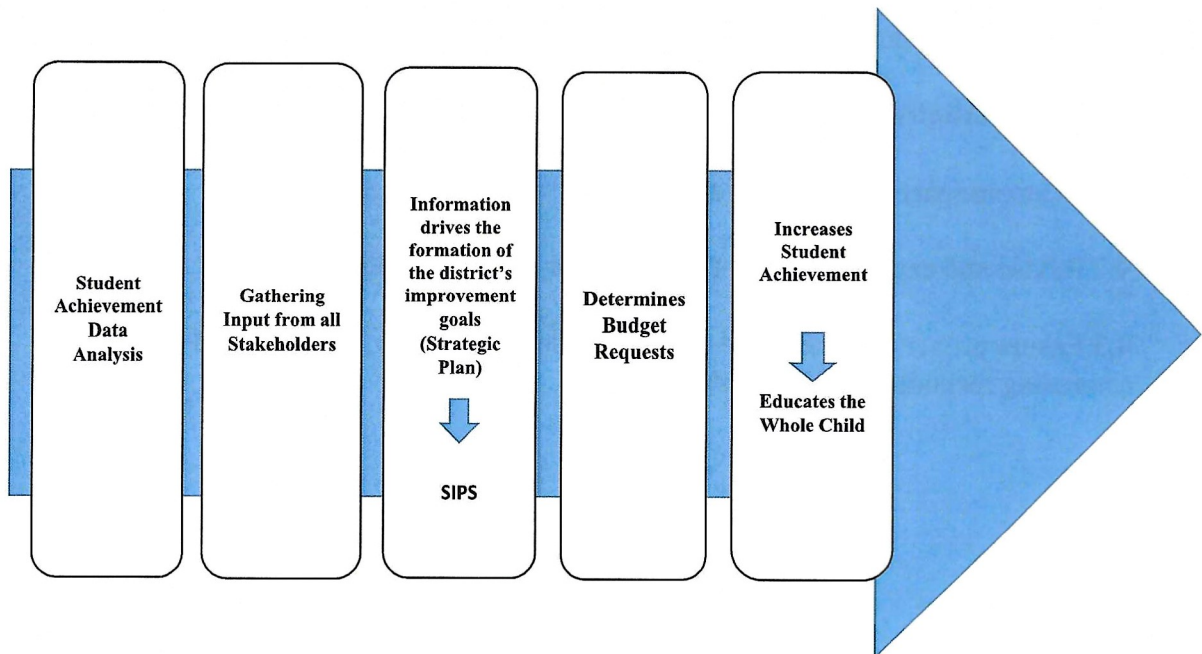 Student
Achievement
Data
Analysis
Gathering
Input from all
Stakeholders
Information
drives the
formation of
the district's
improvement
goals
(Strategic
Plan)
SIPS
Determines
Budget
Requests
Increases
Student
Achievement
Educates the
Whole Child